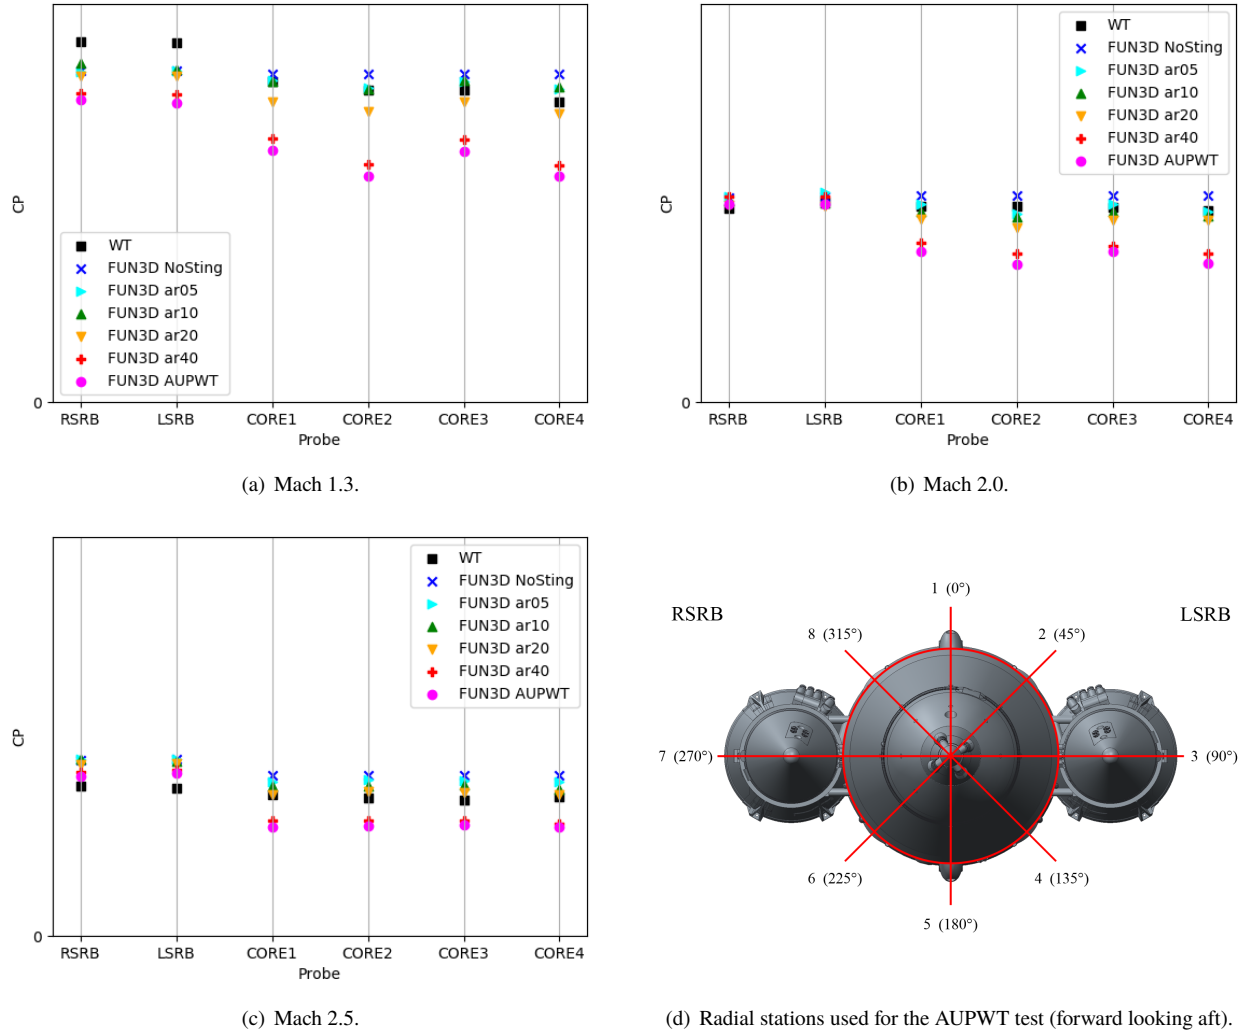 CP
WT
FUN3D NoSting
FUN3D ar05
FUN3D ar10
FUN3D ar20
FUN3D ar40
FUN3D AUPWT
0
RSRB LSRB CORE1 CORE2 CORE3 CORE4
Probe
(a) Mach 1.3.
CP
WT
FUN3D NoSting
FUN3D ar05
FUN3D ar10
FUN3D ar20
FUN3D ar40
FUN3D AUPWT
0
RSRB LSRB CORE1 CORE2 CORE3 CORE4
Probe
(b) Mach 2.0.
CP
WT
FUN3D NoSting
FUN3D ar05
FUN3D ar10
FUN3D ar20
FUN3D ar40
FUN3D AUPWT
0
RSRB LSRB CORE1 CORE2 CORE3 CORE4
Probe
(c) Mach 2.5.
1 (0°)
RSRB LSRB
8 (315°) 2 (45°)
7 (270°) 3 (90°)
6 (225°) 4 (135°)
5 (180°)
(d) Radial stations used for the AUPWT test (forward looking aft).